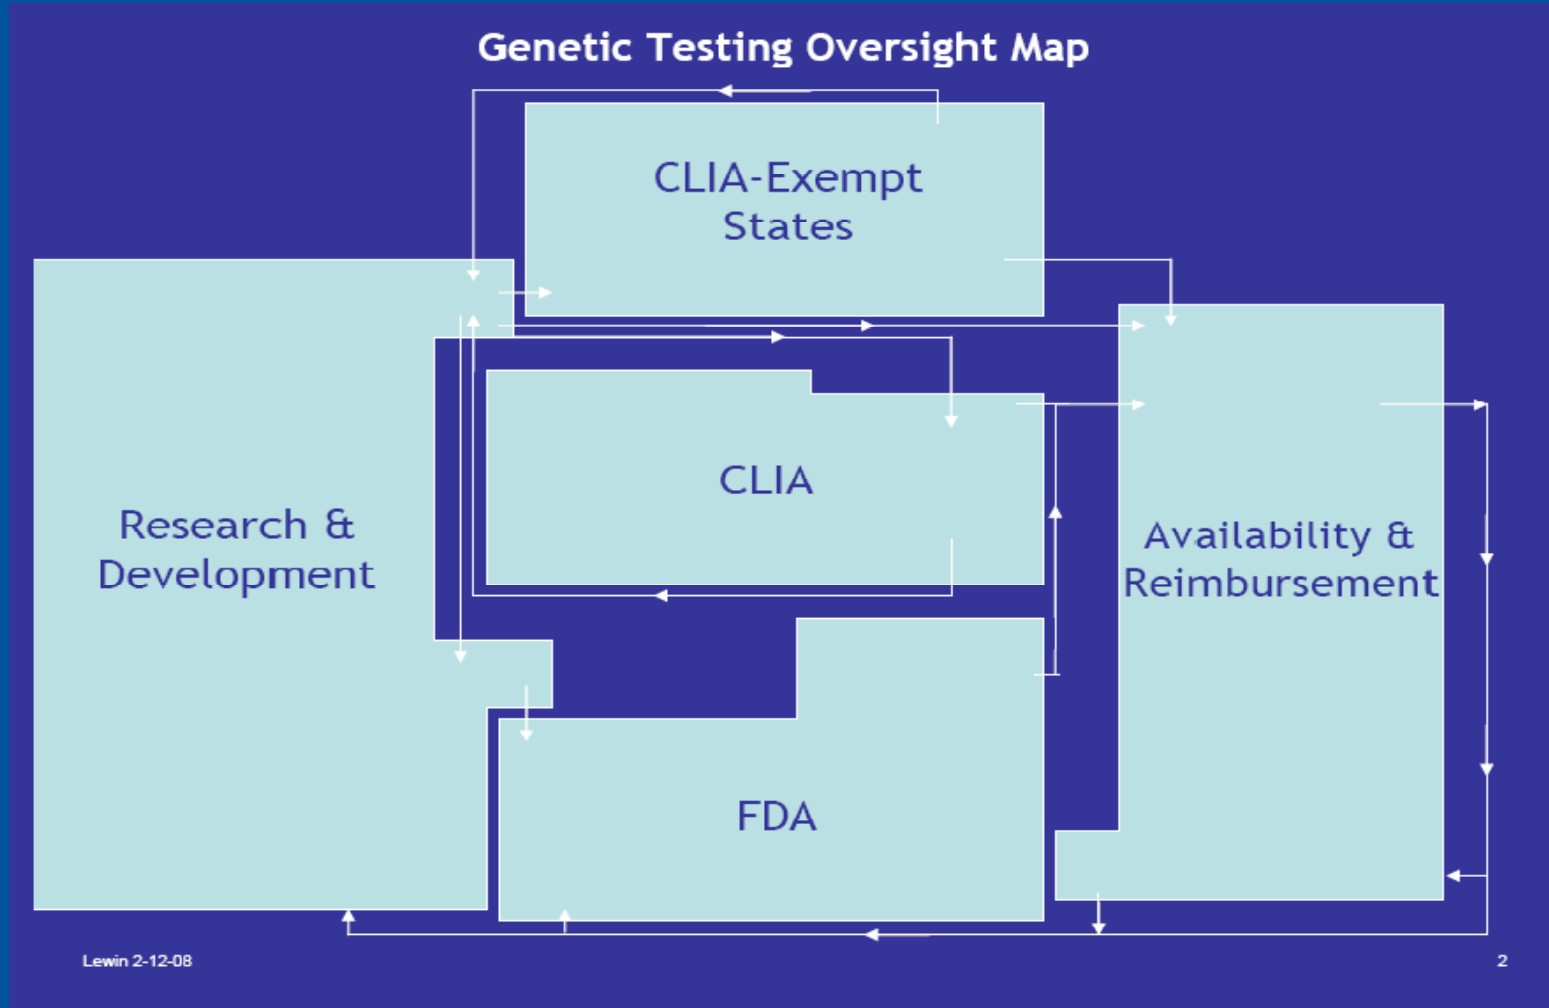 Genetic Testing Oversight Map
CLIA-Exempt
States
Research &
Development
CLIA
Availability &
Reimbursement
FDA
Lewin 2-12-08
2